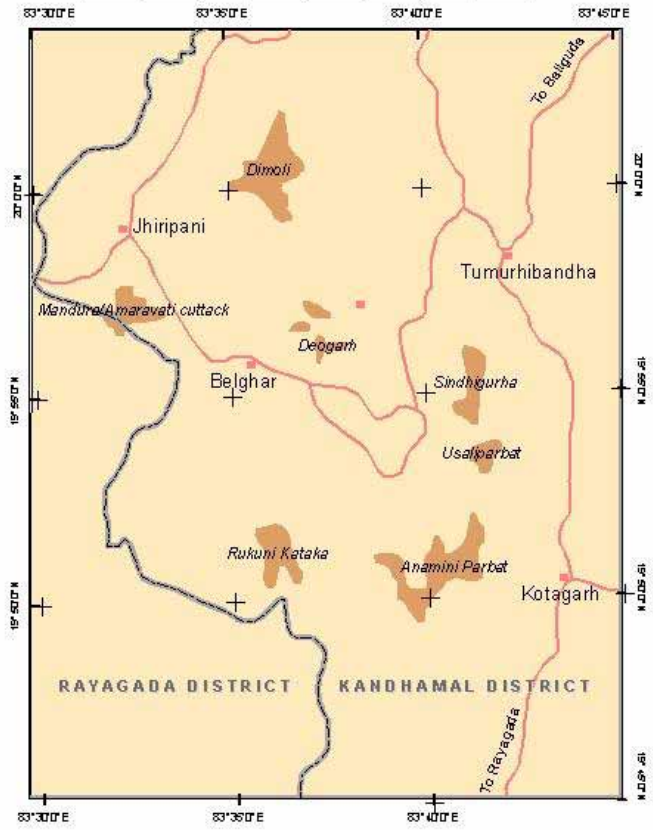 83°30'0"E 83°35'0"E 83°40'0"E 83°45'0"E
To Baliguda
Dimoli
20°0'0"N 20°0'0"N
Jhiripani
Tumurhibandha
Mandura/Amaravati cuttack
Deogarh
Belghar
Sindhigurha
19°55'0"N 19°55'0"N
Usaliparbat
Rukuni Kataka
Anamini Parbat
Kotagarh
19°50'0"N 19°50'0"N
RAYAGADA DISTRICT KANDHAMAL DISTRICT
To Rayagada
19°45'0"N
83°30'0"E 83°35'0"E 83°40'0"E